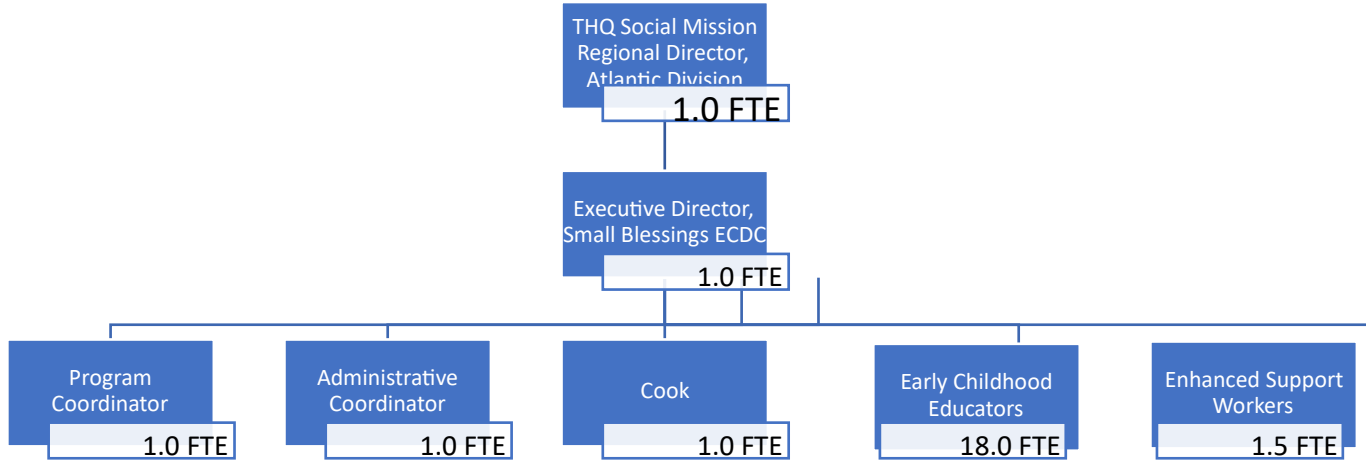 THQ Social Mission
Regional Director,
Atlantic Division
1.0 FTE
Executive Director,
Small Blessings ECDC
1.0 FTE
Program
Coordinator
1.0 FTE
Administrative
Coordinator
1.0 FTE
Cook
1.0 FTE
Early Childhood
Educators
18.0 FTE
Enhanced Support
Workers
1.5 FTE